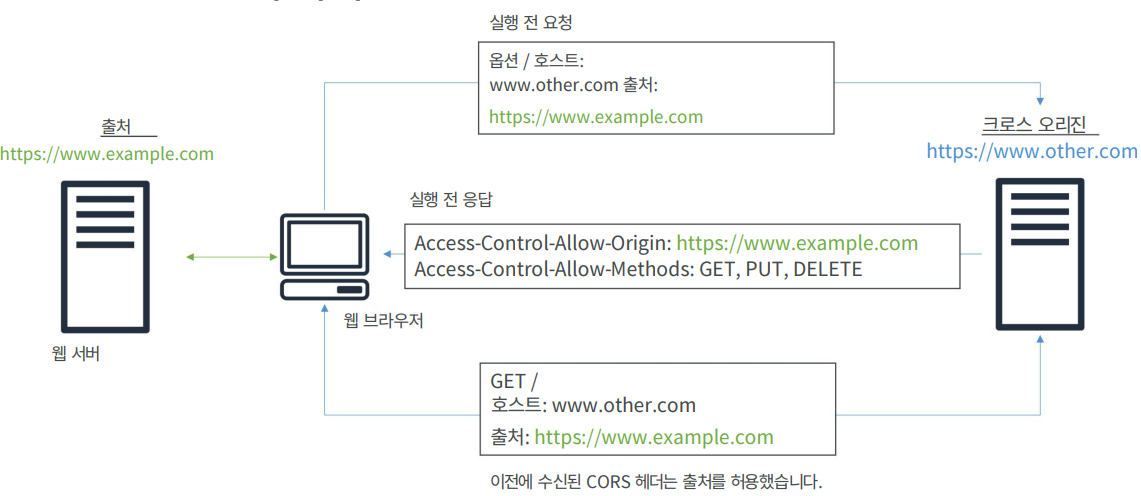 실행 전 요청
옵션 / 호스트:
www.other.com 출처:
https://www.example.com
출처
https://www.example.com
크로스 오리진
https://www.other.com
실행 전 응답
Access-Control-Allow-Origin: https://www.example.com
Access-Control-Allow-Methods: GET, PUT, DELETE
웹 브라우저
웹 서버
GET /
호스트: www.other.com
출처: https://www.example.com
이전에 수신된 CORS 헤더는 출처를 허용했습니다.